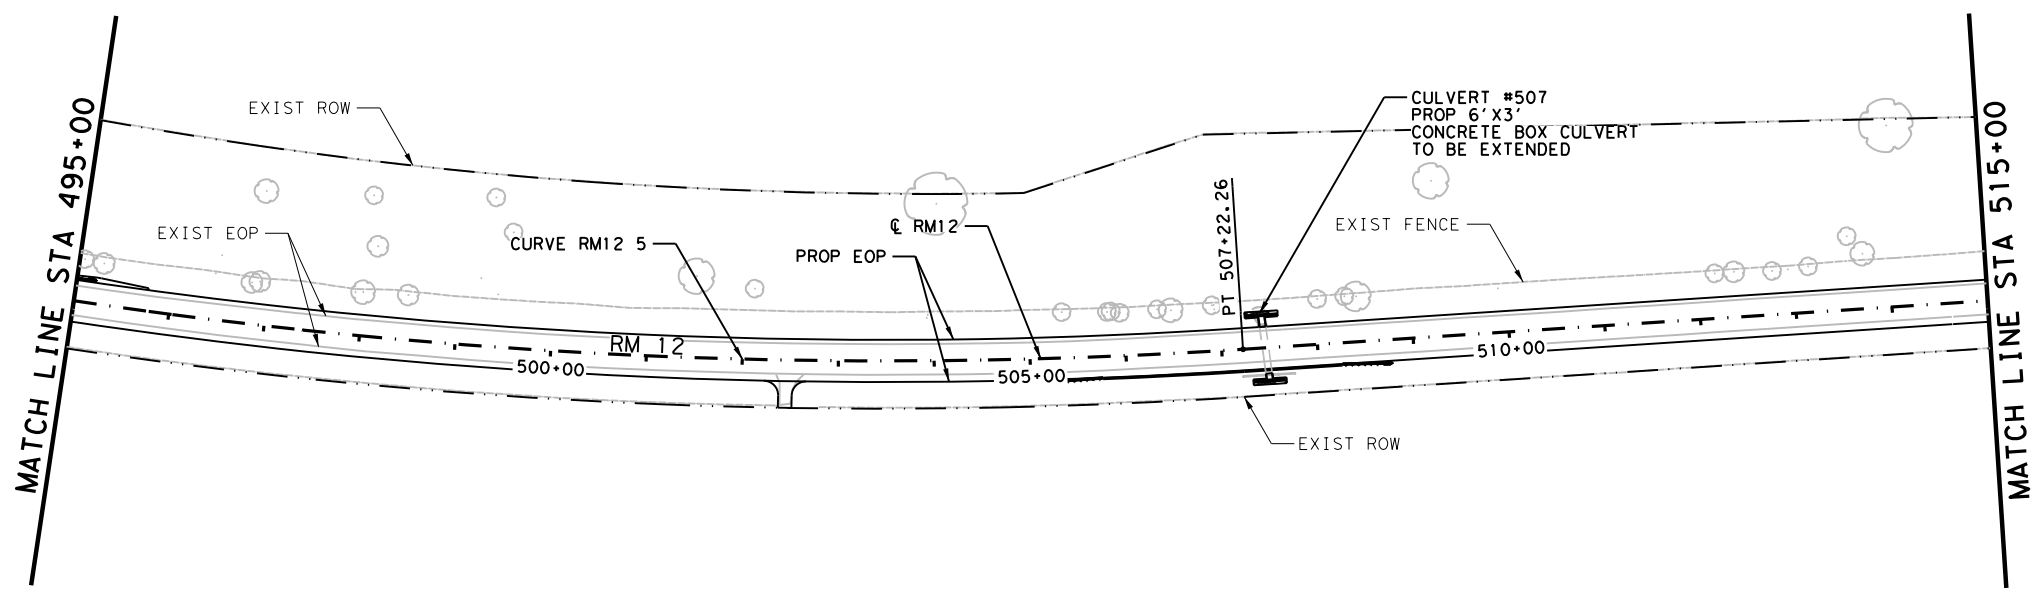 MATCH LINE STA 495+00
EXIST ROW
EXIST EOP
CURVE RM12 5
PROP EOP
℄ RM12
PT 507+22.26
CULVERT #507
PROP 6'X3'
CONCRETE BOX CULVERT
TO BE EXTENDED
EXIST FENCE
RM 12
500+00
505+00
510+00
EXIST ROW
MATCH LINE STA 515+00